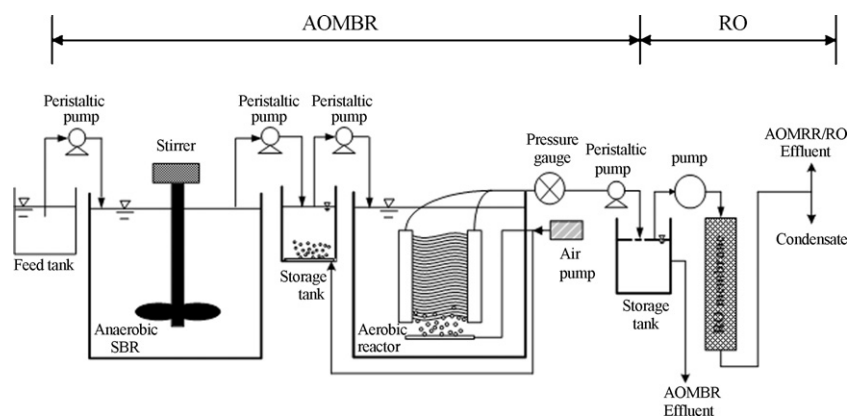 AOMBR
RO
Peristaltic
pump
Peristaltic
pump
Peristaltic
pump
Stirrer
Pressure
gauge
Peristaltic
pump
pump
AOMRR/RO
Effluent
Condensate
Feed tank
Storage
tank
Air
pump
Storage
tank
RO membrane
Anaerobic
SBR
Aerobic
reactor
AOMBR
Effluent